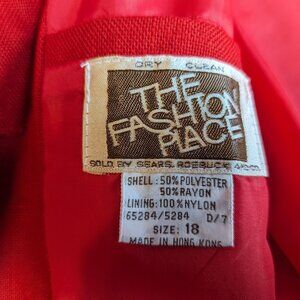 DRY CLEAN
THE
FASHION
PLACE
SOLD BY SEARS, ROEBUCK & CO.
SHELL: 50% POLYESTER
50% RAYON
LINING: 100% NYLON
65284/5284 D/7
SIZE: 18
MADE IN HONG KONG